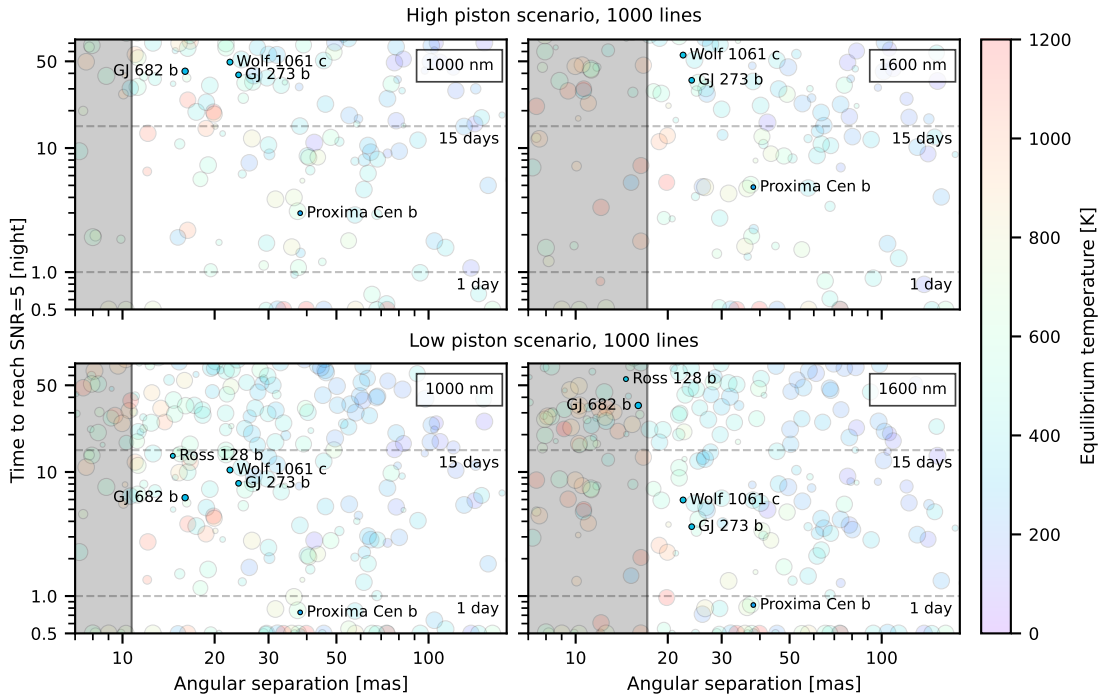 High piston scenario, 1000 lines
50
10
1.0
0.5
GJ 682 b
Wolf 1061 c
GJ 273 b
1000 nm
15 days
Proxima Cen b
1 day
Wolf 1061 c
GJ 273 b
1600 nm
15 days
Proxima Cen b
1 day
Low piston scenario, 1000 lines
50
10
1.0
0.5
1000 nm
Ross 128 b
Wolf 1061 c
GJ 273 b
GJ 682 b
15 days
Proxima Cen b
1 day
10
20
30
50
100
Angular separation [mas]
Ross 128 b
GJ 682 b
1600 nm
15 days
Wolf 1061 c
GJ 273 b
Proxima Cen b
1 day
10
20
30
50
100
Angular separation [mas]
Time to reach SNR=5 [night]
1200
1000
800
600
400
200
0
Equilibrium temperature [K]